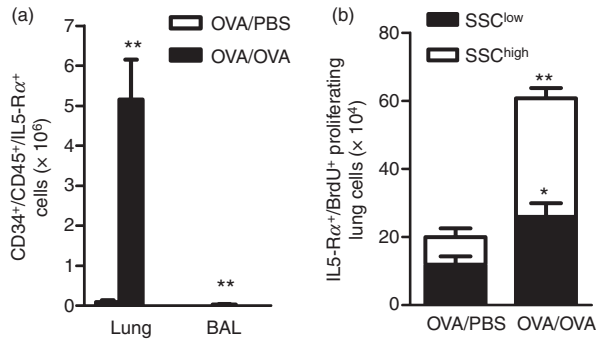 (a)
OVA/PBS
OVA/OVA
CD34⁺/CD45⁺/IL5-Rα⁺
cells (× 10⁶)
7
6
5
4
3
2
1
0
**
**
Lung
BAL
(b)
SSCˡᵒʷ
SSCʰⁱᵍʰ
IL5-Rα⁺/BrdU⁺ proliferating
lung cells (× 10⁴)
80
60
40
20
0
**
*
OVA/PBS
OVA/OVA